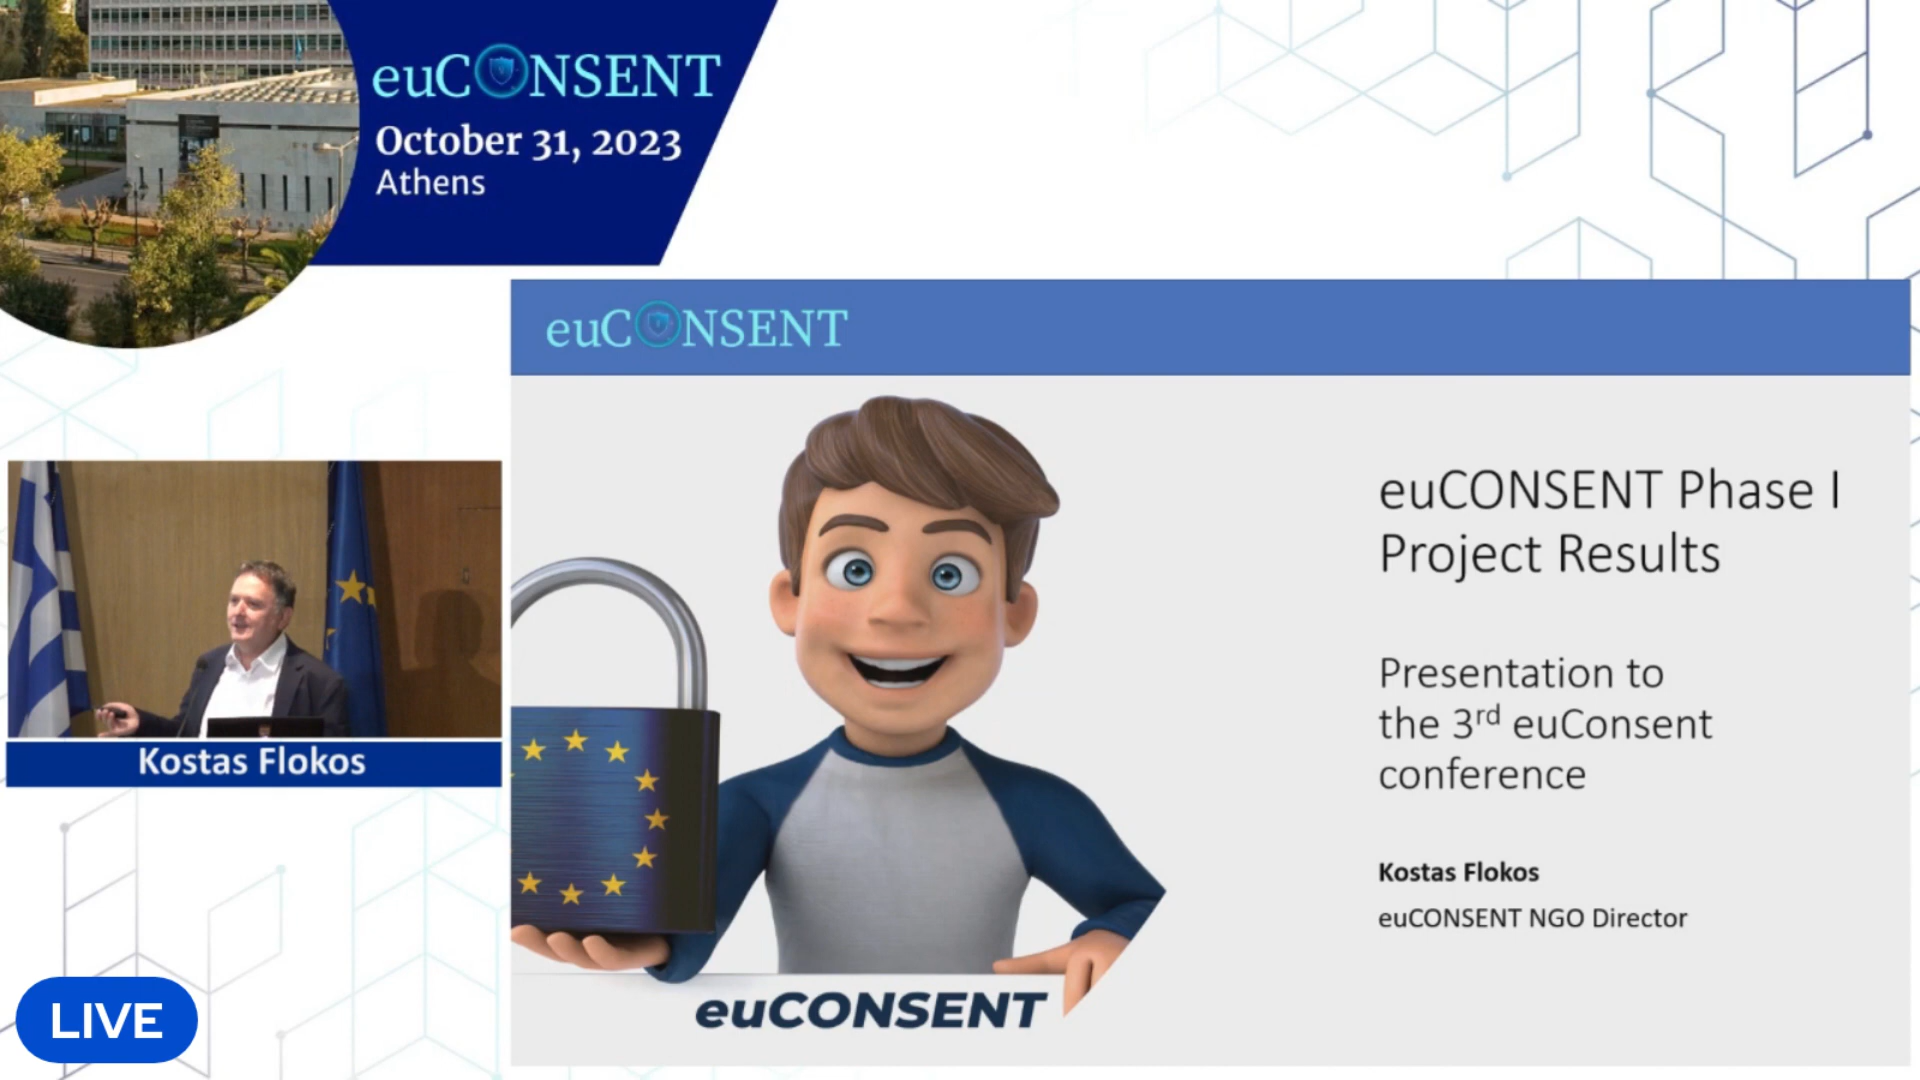 euCONSENT
October 31, 2023
Athens
euCONSENT
euCONSENT Phase I
Project Results
Presentation to
the 3rd euConsent
conference
Kostas Flokos
euCONSENT NGO Director
euCONSENT
Kostas Flokos
LIVE